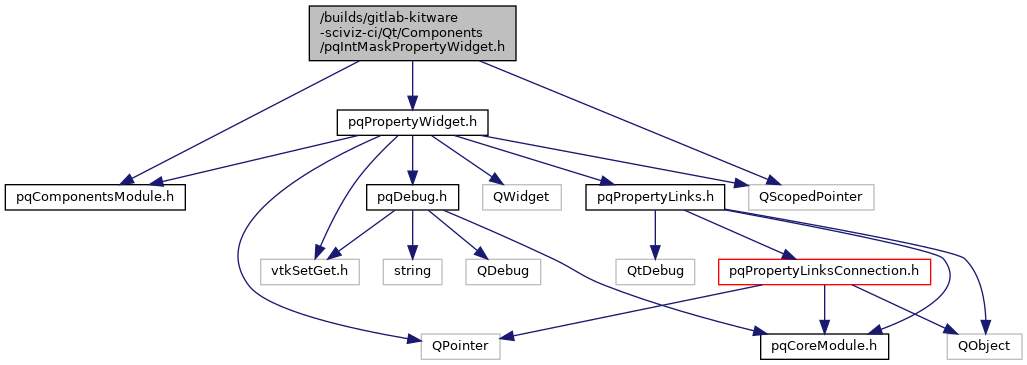 /builds/gitlab-kitware
-sciviz-ci/Qt/Components
/pqIntMaskPropertyWidget.h
pqPropertyWidget.h
pqComponentsModule.h
pqDebug.h
QWidget
pqPropertyLinks.h
QScopedPointer
vtkSetGet.h
string
QDebug
QtDebug
pqPropertyLinksConnection.h
QPointer
pqCoreModule.h
QObject